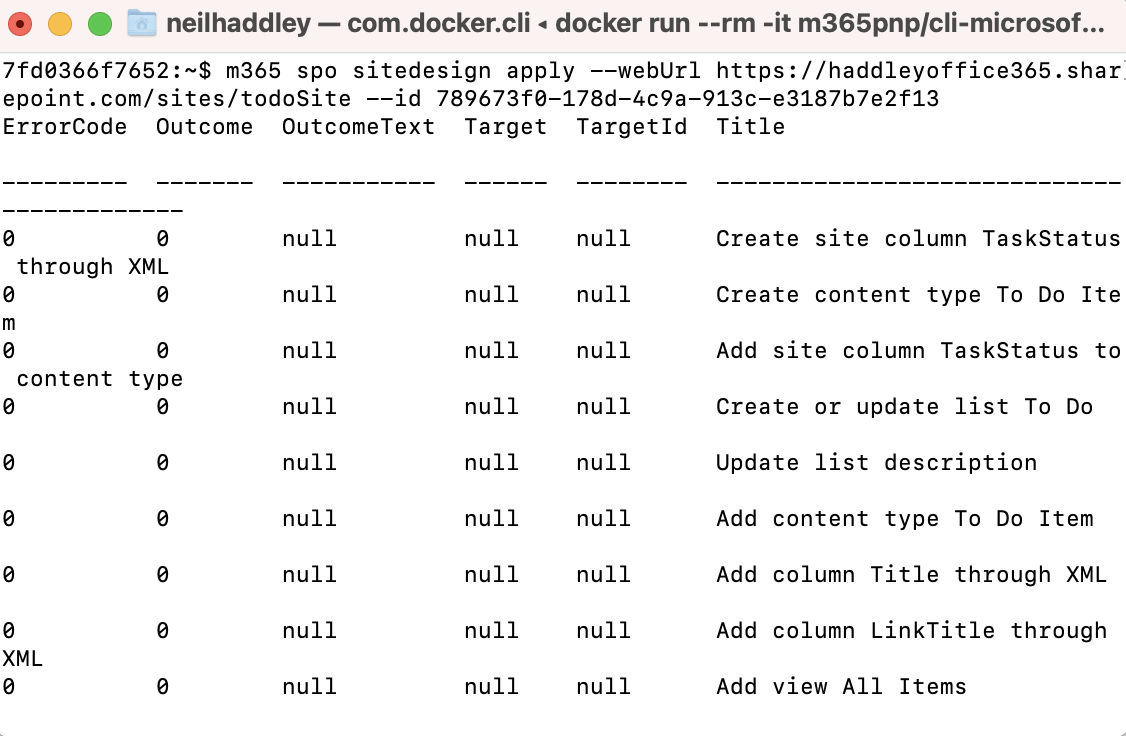 neilhaddley — com.docker.cli ◂ docker run --rm -it m365pnp/cli-microsof...
7fd0366f7652:~$ m365 spo sitedesign apply --webUrl https://haddleyoffice365.shar
epoint.com/sites/todoSite --id 789673f0-178d-4c9a-913c-e3187b7e2f13
ErrorCode  Outcome  OutcomeText  Target  TargetId  Title
---------  -------  -----------  ------  --------  -----------------------------
-------------
0          0        null         null    null      Create site column TaskStatus
 through XML
0          0        null         null    null      Create content type To Do Ite
m
0          0        null         null    null      Add site column TaskStatus to
 content type
0          0        null         null    null      Create or update list To Do
0          0        null         null    null      Update list description
0          0        null         null    null      Add content type To Do Item
0          0        null         null    null      Add column Title through XML
0          0        null         null    null      Add column LinkTitle through
XML
0          0        null         null    null      Add view All Items